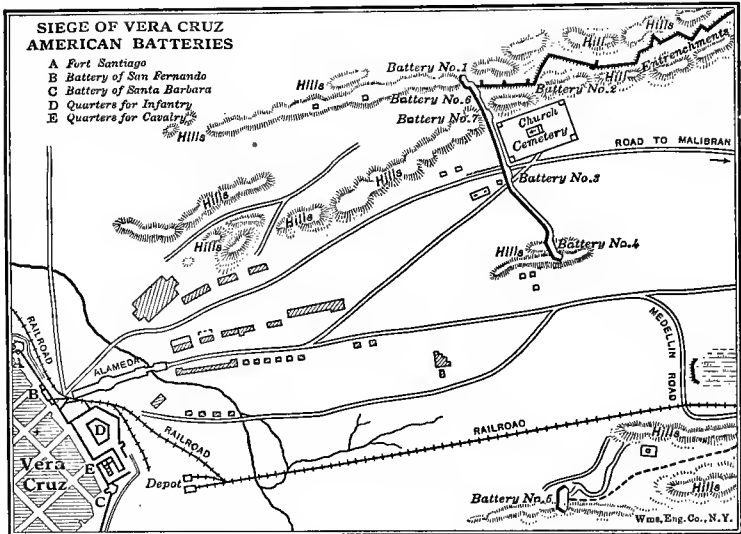 SIEGE OF VERA CRUZ
AMERICAN BATTERIES
A Fort Santiago
B Battery of San Fernando
C Battery of Santa Barbara
D Quarters for Infantry
E Quarters for Cavalry
Hills
Hill
Entrenchments
Battery No.1
Hills
Hill
Battery No.2
Battery No.6
Hills
Battery No.7
Church
Cemetery
ROAD TO MALIBRAN
Hills
Battery No.3
Hills
Hills
Hills
Hills
Battery No.4
RAILROAD
ALAMEDA
MEDELLIN ROAD
A
B
D
RAILROAD
RAILROAD
Hills
E
Vera
Cruz
Depot
C
Battery No.5
Hills
Wms. Eng. Co., N.Y.